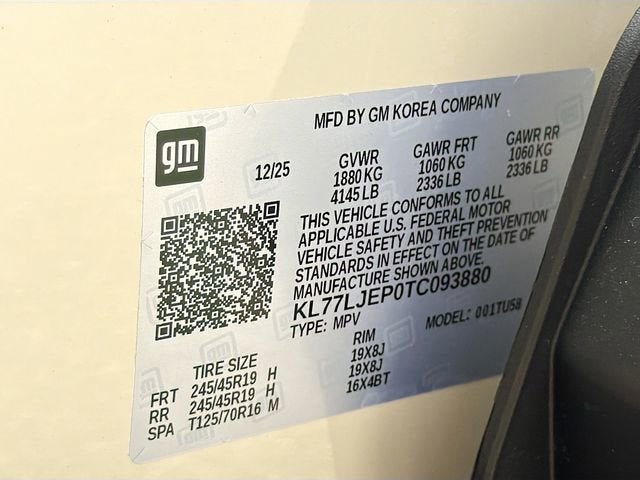 MFD BY GM KOREA COMPANY
gm
12/25
GVWR GAWR FRT GAWR RR
1880 KG 1060 KG 1060 KG
4145 LB 2336 LB 2336 LB
THIS VEHICLE CONFORMS TO ALL
APPLICABLE U.S. FEDERAL MOTOR
VEHICLE SAFETY AND THEFT PREVENTION
STANDARDS IN EFFECT ON THE DATE OF
MANUFACTURE SHOWN ABOVE.
KL77LJEP0TC093880
TYPE: MPV MODEL: 001TU58
TIRE SIZE RIM
FRT 245/45R19 H 19X8J
RR 245/45R19 H 19X8J
SPA T125/70R16 M 16X4BT